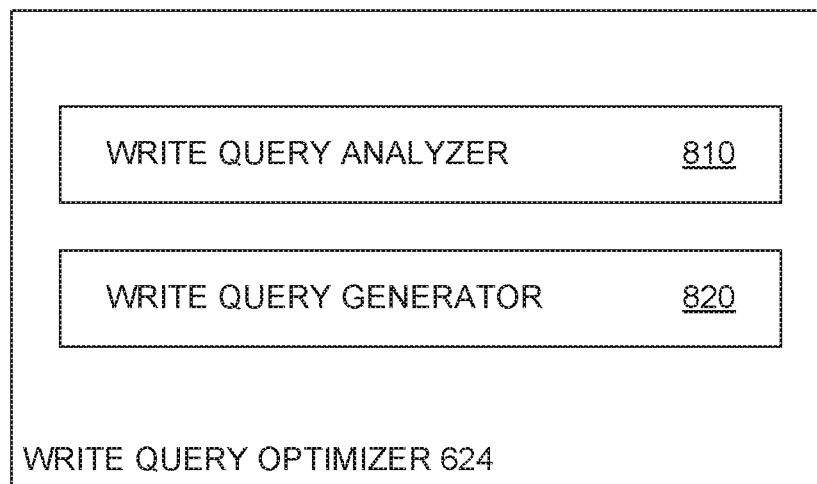 WRITE QUERY ANALYZER 810
WRITE QUERY GENERATOR 820
WRITE QUERY OPTIMIZER 624